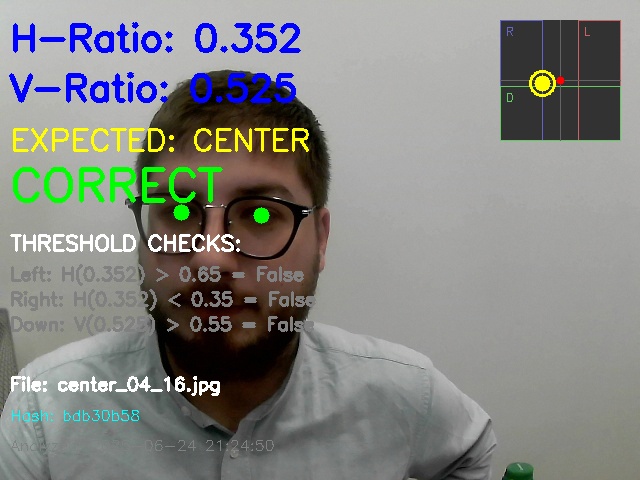 H-Ratio: 0.352
V-Ratio: 0.525
R L
D
EXPECTED: CENTER
CORRECT
THRESHOLD CHECKS:
Left: H(0.352) > 0.65 = False
Right: H(0.352) < 0.35 = False
Down: V(0.525) > 0.55 = False
File: center_04_16.jpg
Hash: bdb30b58
06-24 21:24:50